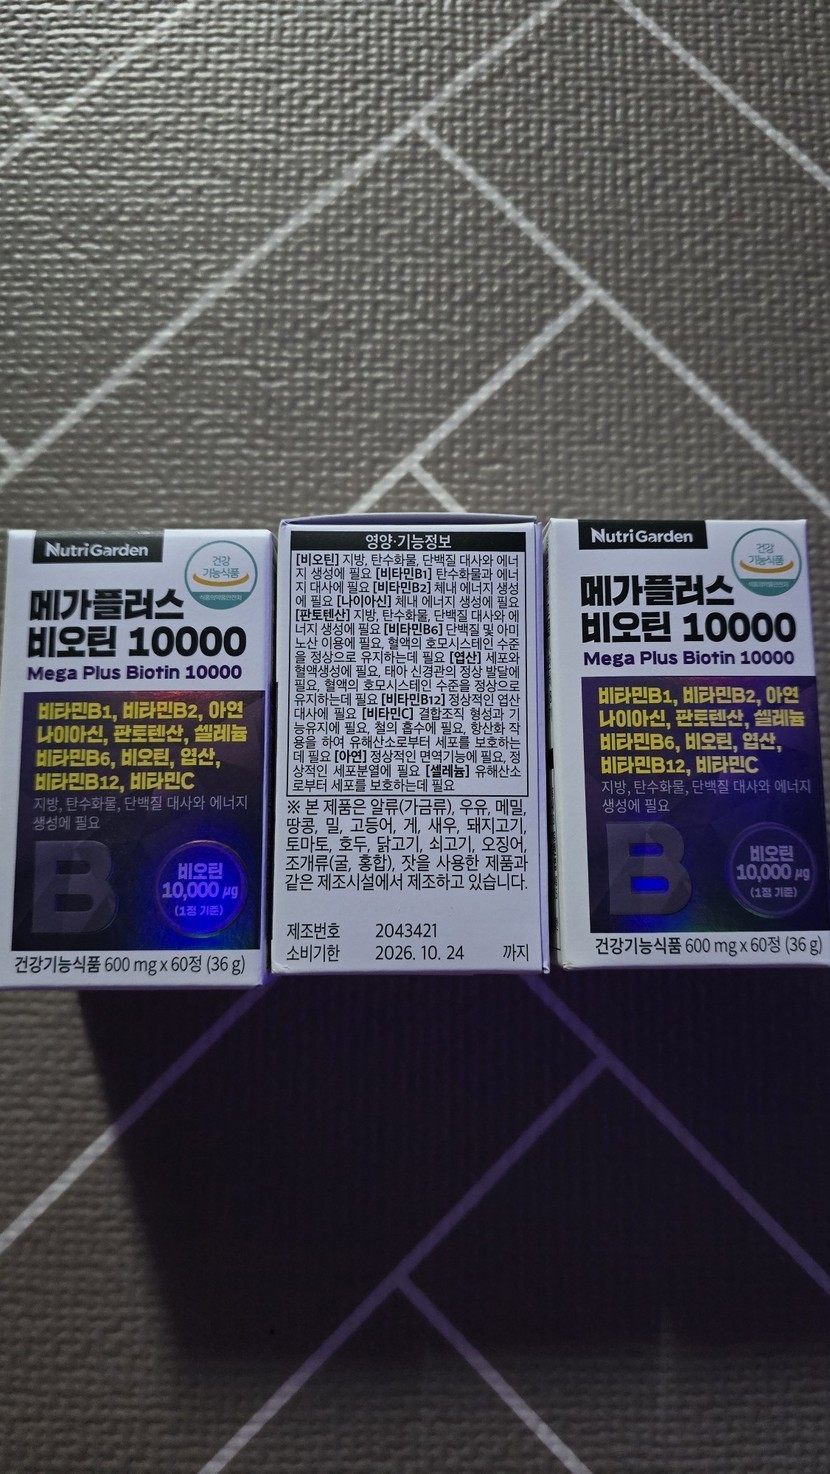 NutriGarden
건강
기능식품
식품의약품안전처
메가플러스
비오틴 10000
Mega Plus Biotin 10000
비타민B1, 비타민B2, 아연
나이아신, 판토텐산, 셀레늄
비타민B6, 비오틴, 엽산,
비타민B12, 비타민C
지방, 탄수화물, 단백질 대사와 에너지
생성에 필요
B
비오틴
10,000 µg
(1정 기준)
건강기능식품 600 mg x 60정 (36 g)
영양·기능정보
[비오틴] 지방, 탄수화물, 단백질 대사와 에너
지 생성에 필요 [비타민B1] 탄수화물과 에너
지 대사에 필요 [비타민B2] 체내 에너지 생성
에 필요 [나이아신] 체내 에너지 생성에 필요
[판토텐산] 지방, 탄수화물, 단백질 대사와 에
너지 생성에 필요 [비타민B6] 단백질 및 아미
노산 이용에 필요, 혈액의 호모시스테인 수준
을 정상으로 유지하는데 필요 [엽산] 세포와
혈액생성에 필요, 태아 신경관의 정상 발달에
필요, 혈액의 호모시스테인 수준을 정상으로
유지하는데 필요 [비타민B12] 정상적인 엽산
대사에 필요 [비타민C] 결합조직 형성과 기
능유지에 필요, 철의 흡수에 필요, 항산화 작
용을 하여 유해산소로부터 세포를 보호하는
데 필요 [아연] 정상적인 면역기능에 필요, 정
상적인 세포분열에 필요 [셀레늄] 유해산소
로부터 세포를 보호하는데 필요
※ 본 제품은 알류(가금류), 우유, 메밀,
땅콩, 밀, 고등어, 게, 새우, 돼지고기,
토마토, 호두, 닭고기, 쇠고기, 오징어,
조개류(굴, 홍합), 잣을 사용한 제품과
같은 제조시설에서 제조하고 있습니다.
제조번호 2043421
소비기한 2026. 10. 24 까지
NutriGarden
건강
기능식품
식품의약품안전처
메가플러스
비오틴 10000
Mega Plus Biotin 10000
비타민B1, 비타민B2, 아연
나이아신, 판토텐산, 셀레늄
비타민B6, 비오틴, 엽산,
비타민B12, 비타민C
지방, 탄수화물, 단백질 대사와 에너지
생성에 필요
B
비오틴
10,000 µg
(1정 기준)
건강기능식품 600 mg x 60정 (36 g)